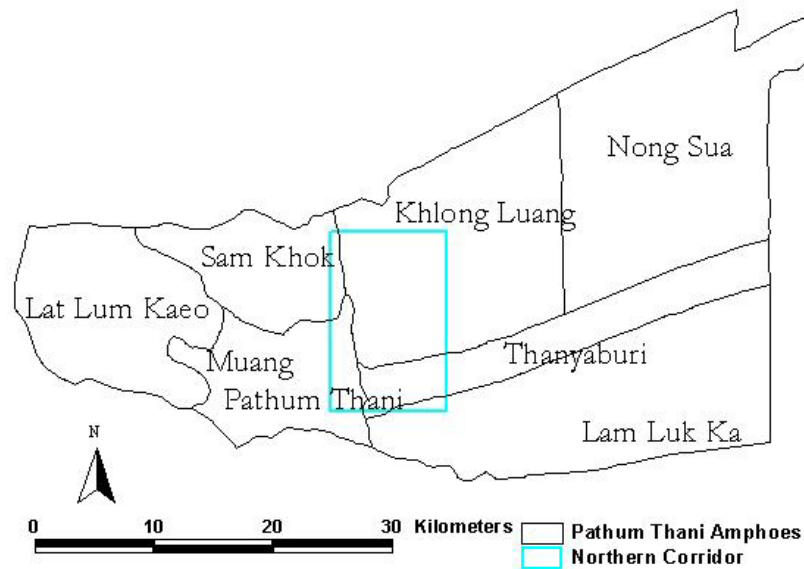 Nong Sua
Khlong Luang
Sam Khok
Lat Lum Kaeo
Muang
Pathum Thani
Thanyaburi
Lam Luk Ka
N
0 10 20 30 Kilometers
Pathum Thani Amphoes
Northern Corridor